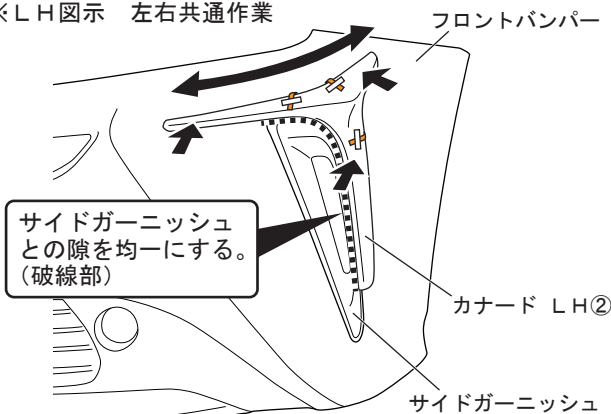 ※ＬＨ図示　左右共通作業
フロントバンパー
サイドガーニッシュ
との隙を均一にする。
（破線部）
カナード ＬＨ②
サイドガーニッシュ